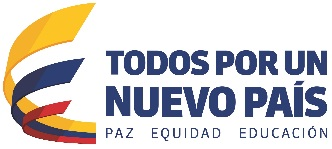 TODOS POR UN
NUEVO PAÍS
PAZ EQUIDAD EDUCACIÓN